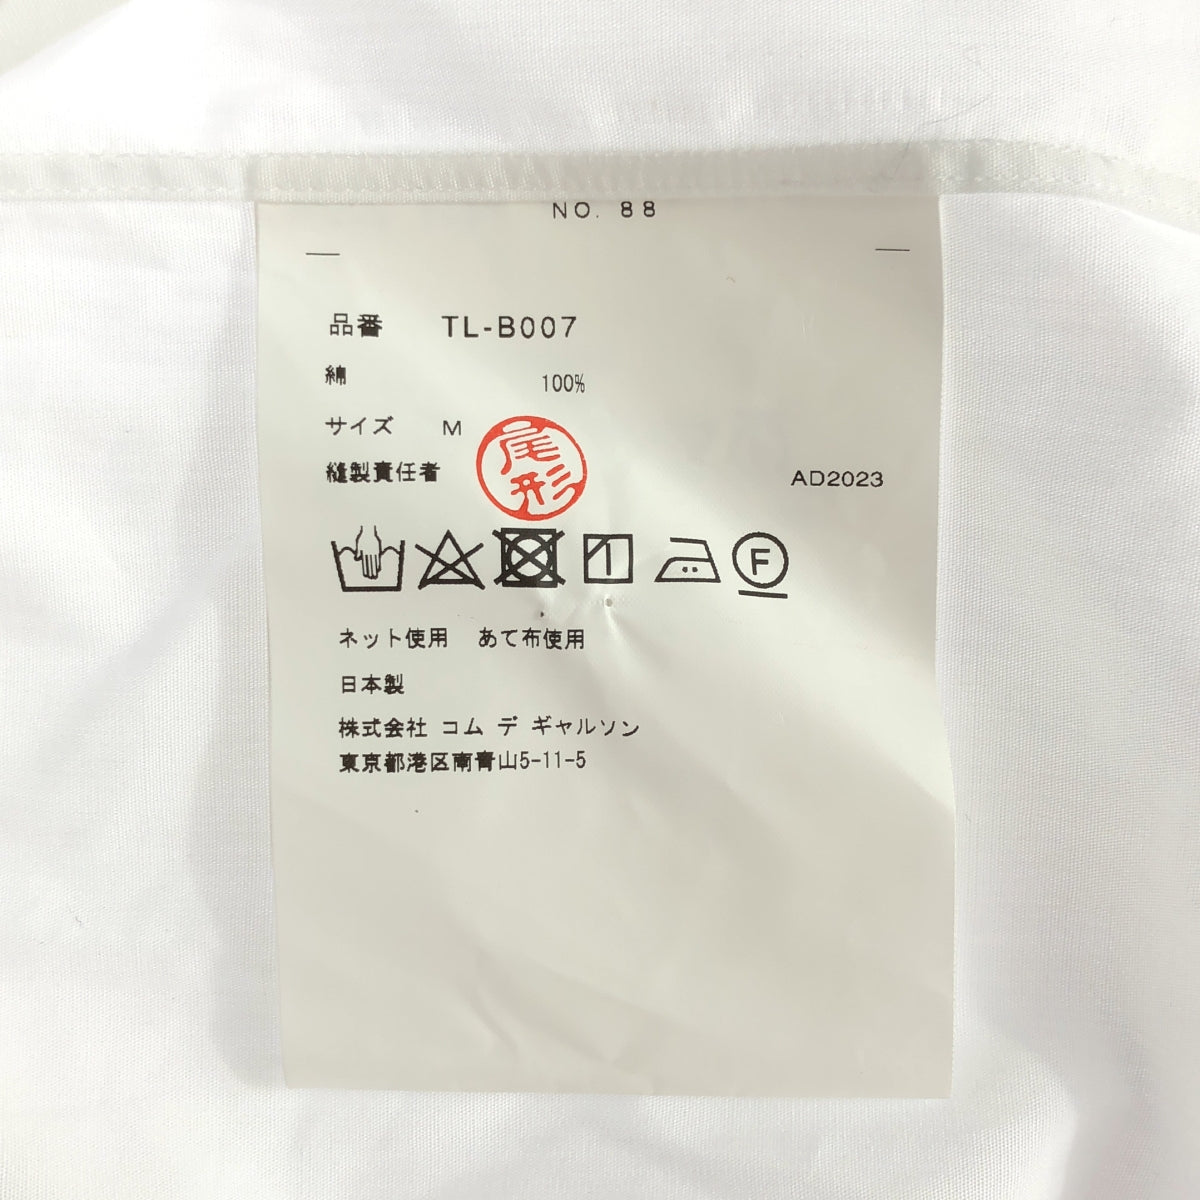 NO. 88
品番 TL-B007
綿 100%
サイズ M
縫製責任者 尾形 AD2023
F
ネット使用 あて布使用
日本製
株式会社 コム デ ギャルソン
東京都港区南青山5-11-5